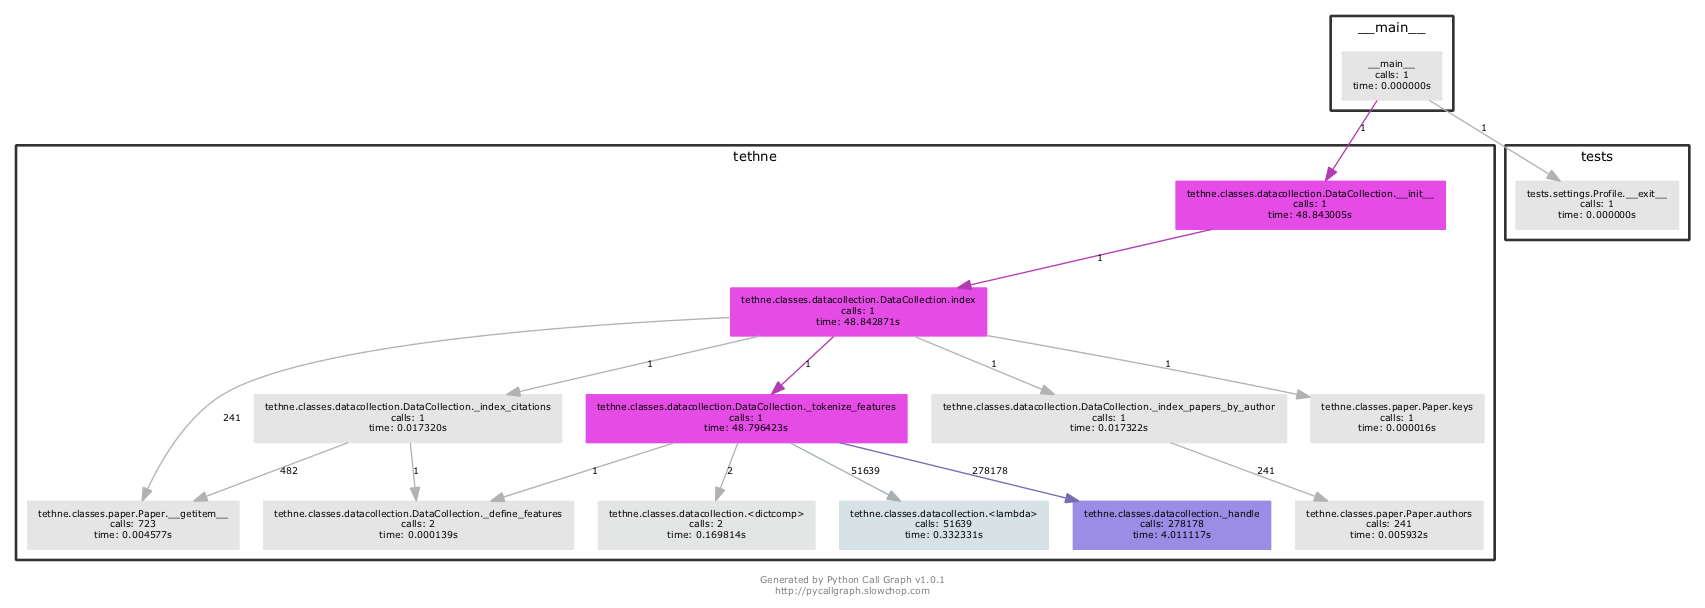 __main__
__main__
calls: 1
time: 0.000000s
1
1
tethne
tests
tethne.classes.datacollection.DataCollection.__init__
calls: 1
time: 48.843005s
tests.settings.Profile.__exit__
calls: 1
time: 0.000000s
1
tethne.classes.datacollection.DataCollection.index
calls: 1
time: 48.842871s
241
1
1
1
1
tethne.classes.datacollection.DataCollection._index_citations
calls: 1
time: 0.017320s
tethne.classes.datacollection.DataCollection._tokenize_features
calls: 1
time: 48.796423s
tethne.classes.datacollection.DataCollection._index_papers_by_author
calls: 1
time: 0.017322s
tethne.classes.paper.Paper.keys
calls: 1
time: 0.000016s
482
1
1
2
51639
278178
241
tethne.classes.paper.Paper.__getitem__
calls: 723
time: 0.004577s
tethne.classes.datacollection.DataCollection._define_features
calls: 2
time: 0.000139s
tethne.classes.datacollection.<dictcomp>
calls: 2
time: 0.169814s
tethne.classes.datacollection.<lambda>
calls: 51639
time: 0.332331s
tethne.classes.datacollection._handle
calls: 278178
time: 4.011117s
tethne.classes.paper.Paper.authors
calls: 241
time: 0.005932s
Generated by Python Call Graph v1.0.1
http://pycallgraph.slowchop.com